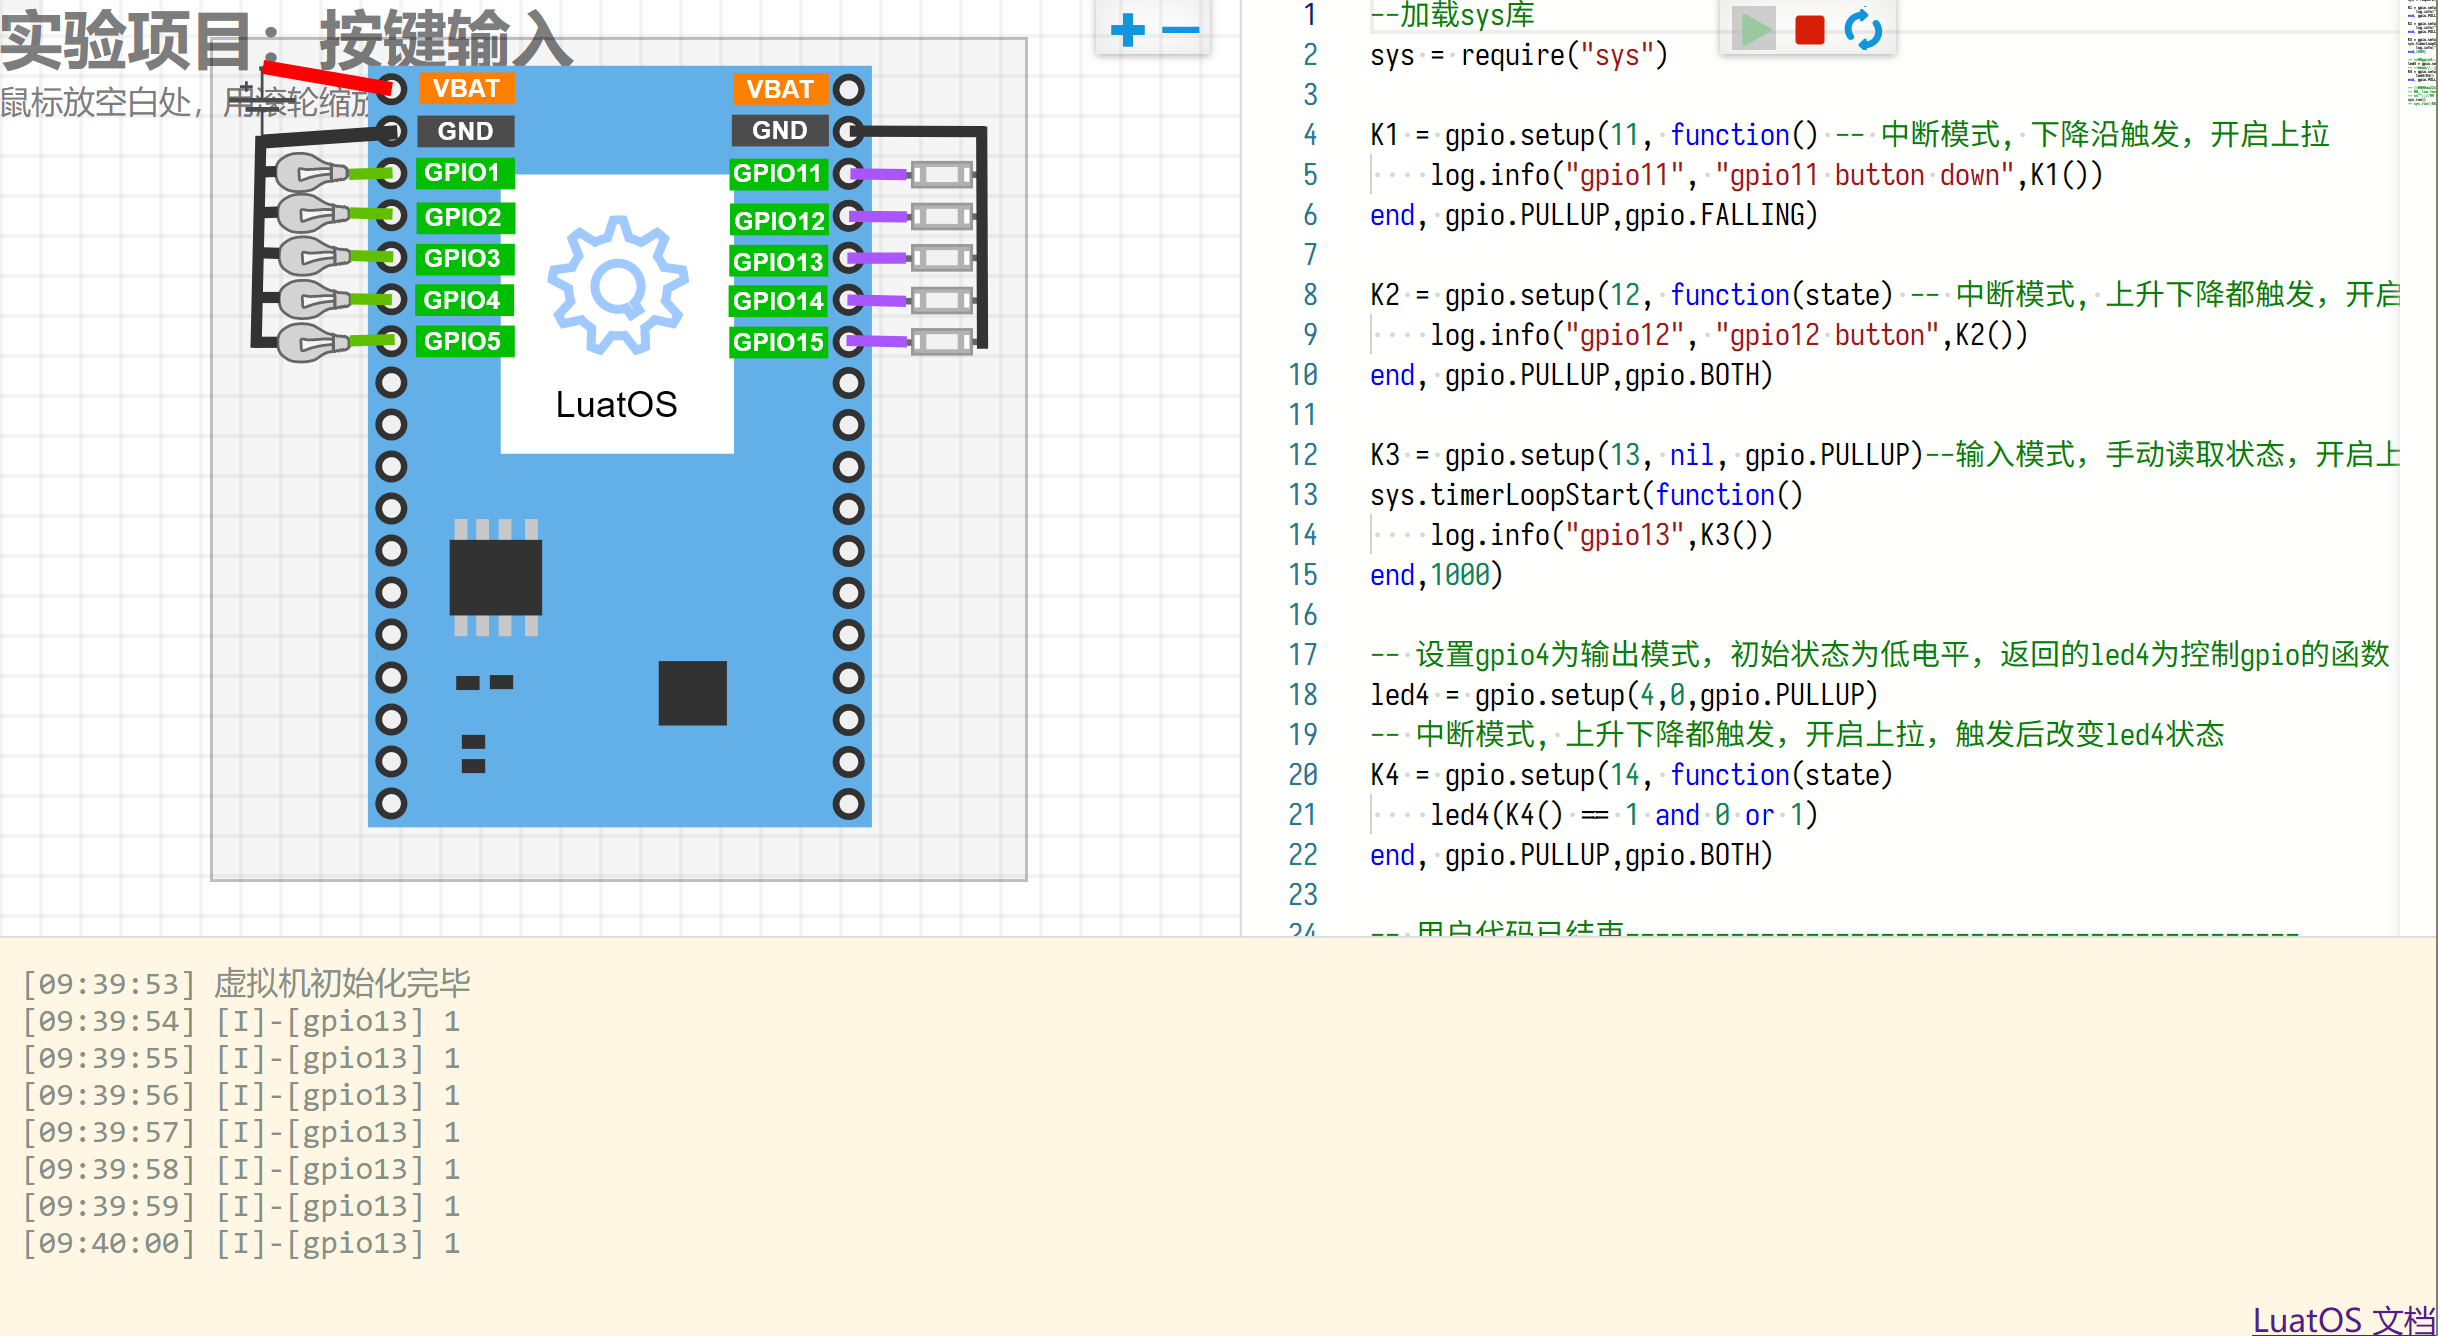 实验项目：按键输入
鼠标放空白处，用滚轮缩放
VBAT
GND
GPIO1
GPIO2
GPIO3
GPIO4
GPIO5
VBAT
GND
GPIO11
GPIO12
GPIO13
GPIO14
GPIO15
LuatOS
1 --加载sys库
2 sys = require("sys")
3
4 K1 = gpio.setup(11, function() -- 中断模式, 下降沿触发，开启上拉
5 log.info("gpio11", "gpio11 button down",K1())
6 end, gpio.PULLUP,gpio.FALLING)
7
8 K2 = gpio.setup(12, function(state) -- 中断模式, 上升下降都触发，开启
9 log.info("gpio12", "gpio12 button",K2())
10 end, gpio.PULLUP,gpio.BOTH)
11
12 K3 = gpio.setup(13, nil, gpio.PULLUP)--输入模式，手动读取状态，开启上
13 sys.timerLoopStart(function()
14 log.info("gpio13",K3())
15 end,1000)
16
17 -- 设置gpio4为输出模式，初始状态为低电平，返回的led4为控制gpio的函数
18 led4 = gpio.setup(4,0,gpio.PULLUP)
19 -- 中断模式, 上升下降都触发，开启上拉，触发后改变led4状态
20 K4 = gpio.setup(14, function(state)
21 led4(K4() == 1 and 0 or 1)
22 end, gpio.PULLUP,gpio.BOTH)
23
24 -- 用户代码已结束---------------------------------------------
[09:39:53] 虚拟机初始化完毕
[09:39:54] [I]-[gpio13] 1
[09:39:55] [I]-[gpio13] 1
[09:39:56] [I]-[gpio13] 1
[09:39:57] [I]-[gpio13] 1
[09:39:58] [I]-[gpio13] 1
[09:39:59] [I]-[gpio13] 1
[09:40:00] [I]-[gpio13] 1
LuatOS 文档